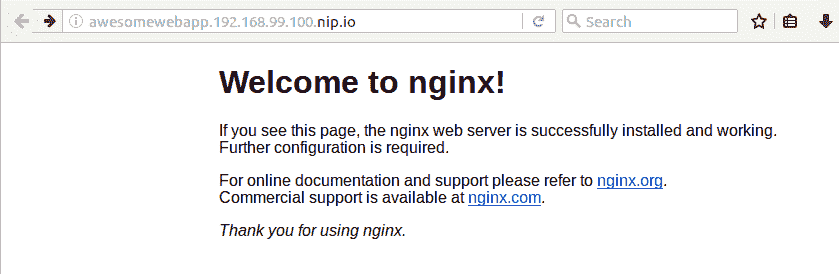 awesomewebapp.192.168.99.100.nip.io
Search
Welcome to nginx!
If you see this page, the nginx web server is successfully installed and working.
Further configuration is required.
For online documentation and support please refer to nginx.org.
Commercial support is available at nginx.com.
Thank you for using nginx.